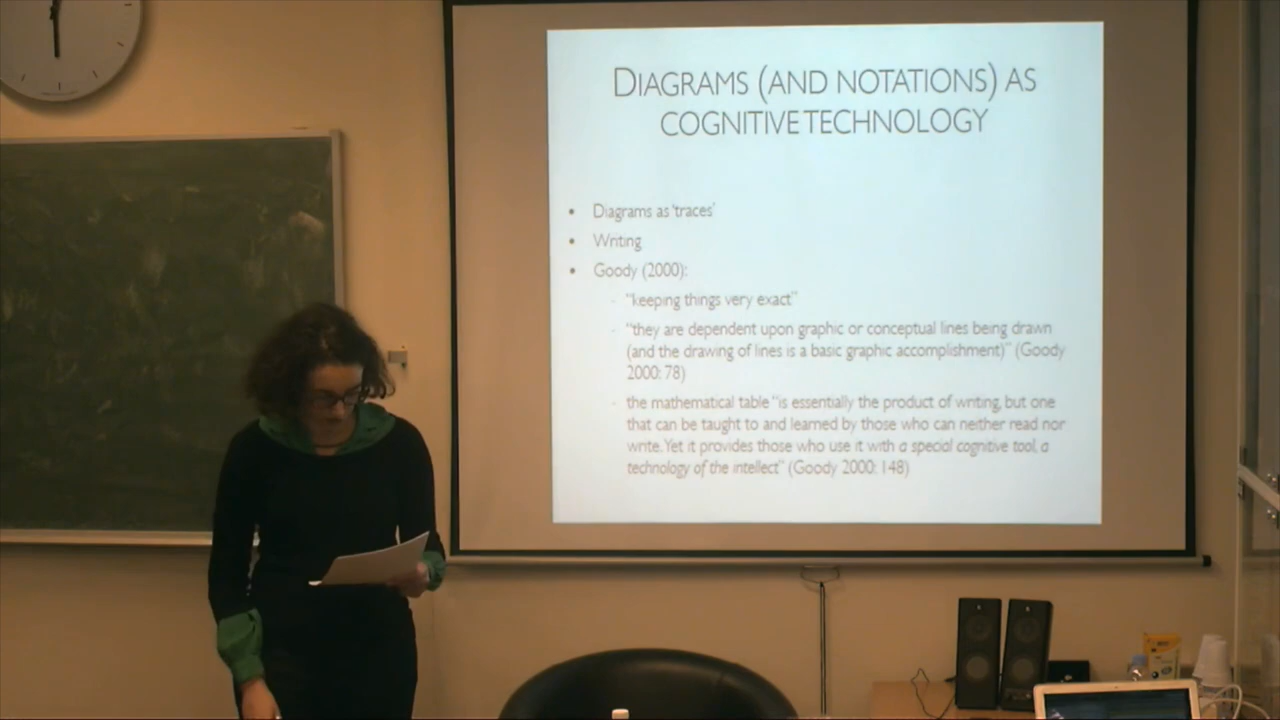 DIAGRAMS (AND NOTATIONS) AS
COGNITIVE TECHNOLOGY
• Diagrams as 'traces'
• Writing
• Goody (2000):
- "keeping things very exact"
- "they are dependent upon graphic or conceptual lines being drawn
(and the drawing of lines is a basic graphic accomplishment)" (Goody
2000: 78)
- the mathematical table "is essentially the product of writing, but one
that can be taught to and learned by those who can neither read nor
write. Yet it provides those who use it with a special cognitive tool, a
technology of the intellect" (Goody 2000: 148)